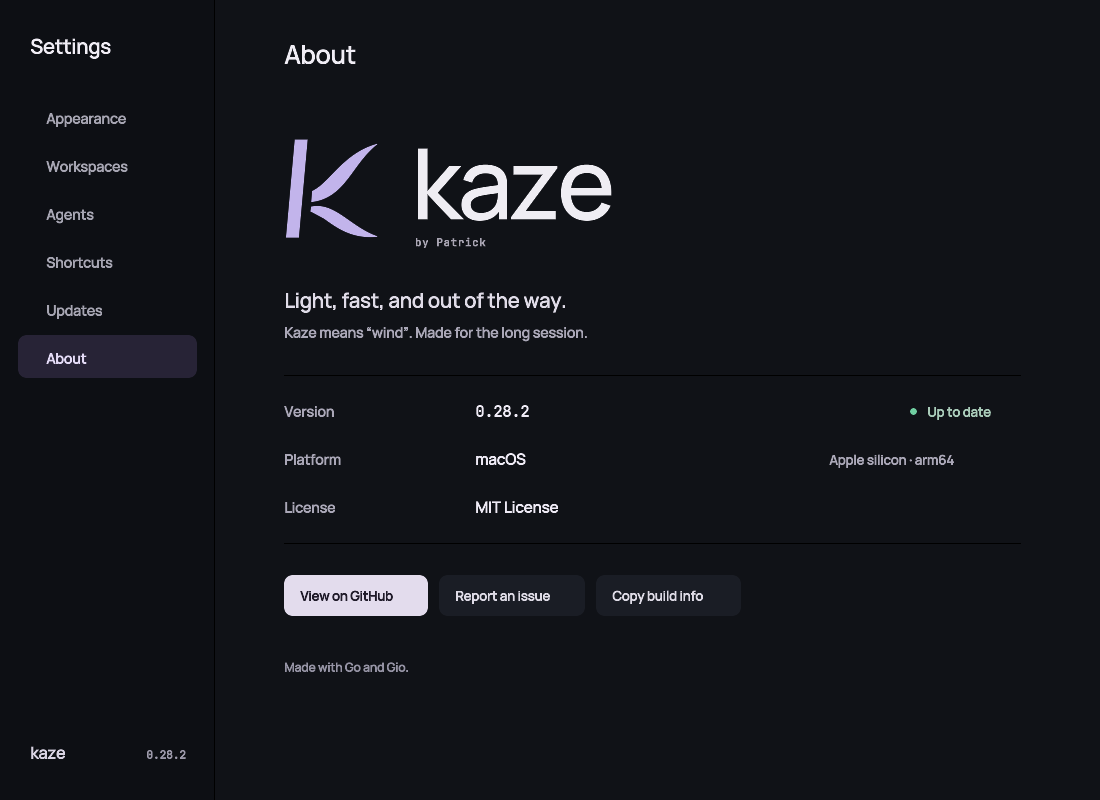 Settings
Appearance
Workspaces
Agents
Shortcuts
Updates
About
kaze 0.28.2
About
kaze
by Patrick
Light, fast, and out of the way.
Kaze means “wind”. Made for the long session.
Version 0.28.2 Up to date
Platform macOS Apple silicon · arm64
License MIT License
View on GitHub Report an issue Copy build info
Made with Go and Gio.